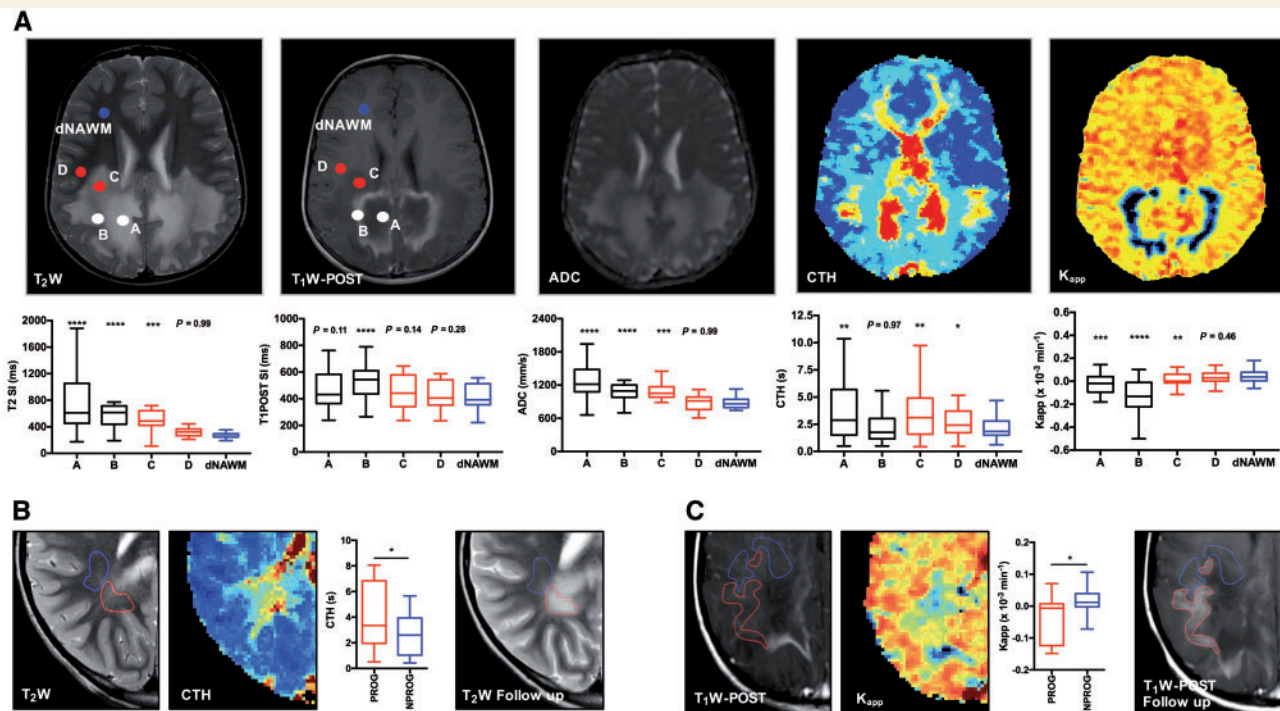 A
dNAWM
D
C
B
A
T2W
dNAWM
D
C
B
A
T1W-POST
ADC
CTH
Kapp
T2 SI (ms)
2000
1600
1200
800
400
0
**** **** *** P = 0.99
A B C D dNAWM
T1POST SI (ms)
1000
800
600
400
200
0
P = 0.11 **** P = 0.14 P = 0.28
A B C D dNAWM
ADC (mm/s)
2400
1800
1200
600
0
**** **** *** P = 0.99
A B C D dNAWM
CTH (s)
12.5
10.0
7.5
5.0
2.5
0.0
** P = 0.97 ** *
A B C D dNAWM
Kapp (x 10-3 min-1)
0.6
0.4
0.2
0.0
-0.2
-0.4
-0.6
*** **** ** P = 0.46
A B C D dNAWM
B
T2W
CTH
CTH (s)
10
8
6
4
2
0
*
PROG
NPROG
T2W Follow up
C
T1W-POST
Kapp
Kapp (x 10-3 min-1)
0.2
0.1
0.0
-0.1
-0.2
*
PROG
NPROG
T1W-POST
Follow up